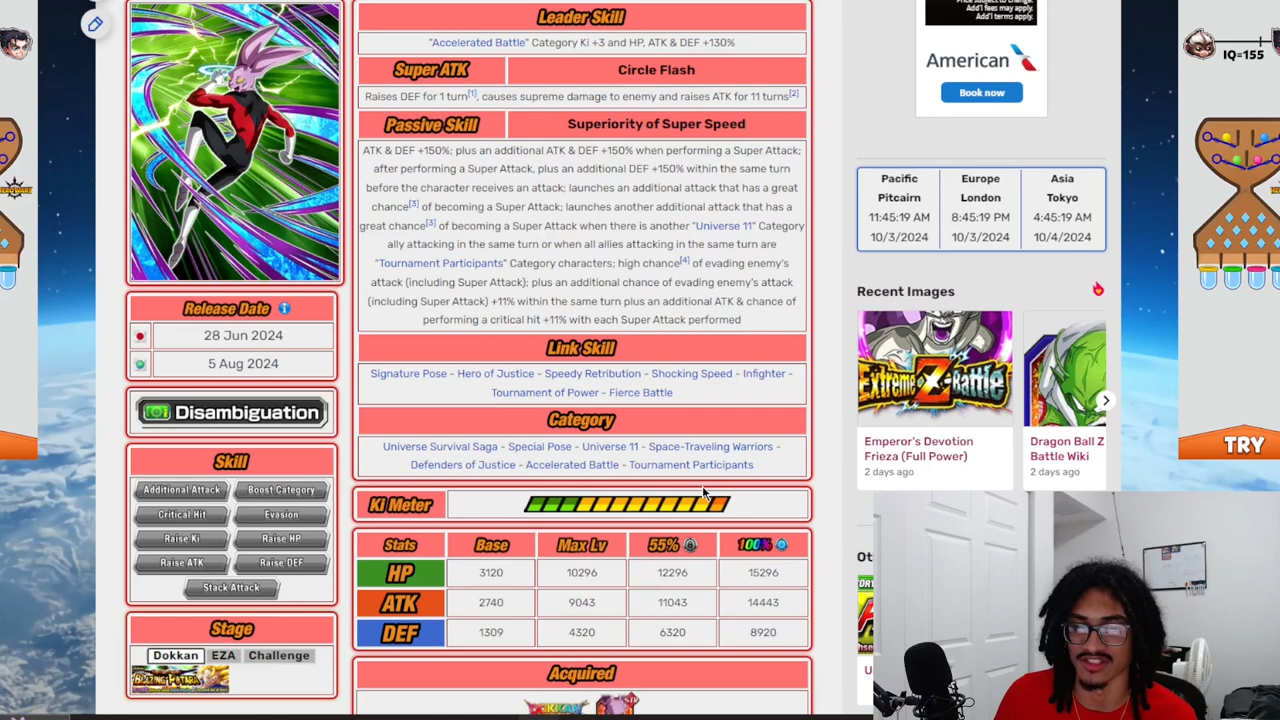 Leader Skill
"Accelerated Battle" Category Ki +3 and HP, ATK & DEF +130%
Super ATK
Circle Flash
Raises DEF for 1 turn[1], causes supreme damage to enemy and raises ATK for 11 turns[2]
Passive Skill
Superiority of Super Speed
ATK & DEF +150%; plus an additional ATK & DEF +150% when performing a Super Attack;
after performing a Super Attack, plus an additional DEF +150% within the same turn
before the character receives an attack; launches an additional attack that has a great
chance[3] of becoming a Super Attack; launches another additional attack that has a
great chance[3] of becoming a Super Attack when there is another "Universe 11" Category
ally attacking in the same turn or when all allies attacking in the same turn are
"Tournament Participants" Category characters; high chance[4] of evading enemy's
attack (including Super Attack); plus an additional chance of evading enemy's attack
(including Super Attack) +11% within the same turn plus an additional ATK & chance of
performing a critical hit +11% with each Super Attack performed
Link Skill
Signature Pose - Hero of Justice - Speedy Retribution - Shocking Speed - Infighter -
Tournament of Power - Fierce Battle
Category
Universe Survival Saga - Special Pose - Universe 11 - Space-Traveling Warriors -
Defenders of Justice - Accelerated Battle - Tournament Participants
Ki Meter
Stats Base Max Lv 55% 100%
HP 3120 10296 12296 15296
ATK 2740 9043 11043 14443
DEF 1309 4320 6320 8920
Acquired
DOKKAN
Release Date
28 Jun 2024
5 Aug 2024
Disambiguation
Skill
Additional Attack Boost Category
Critical Hit Evasion
Raise Ki Raise HP
Raise ATK Raise DEF
Stack Attack
Stage
Dokkan EZA Challenge
Add'l fees may apply.
Add'l terms apply.
American
Book now
Pacific Europe Asia
Pitcairn London Tokyo
11:45:19 AM 8:45:19 PM 4:45:19 AM
10/3/2024 10/3/2024 10/4/2024
Recent Images
Extreme Z-Battle
Emperor's Devotion Dragon Ball Z
Frieza (Full Power) Battle Wiki
2 days ago 2 days ago
IQ=155
TRY